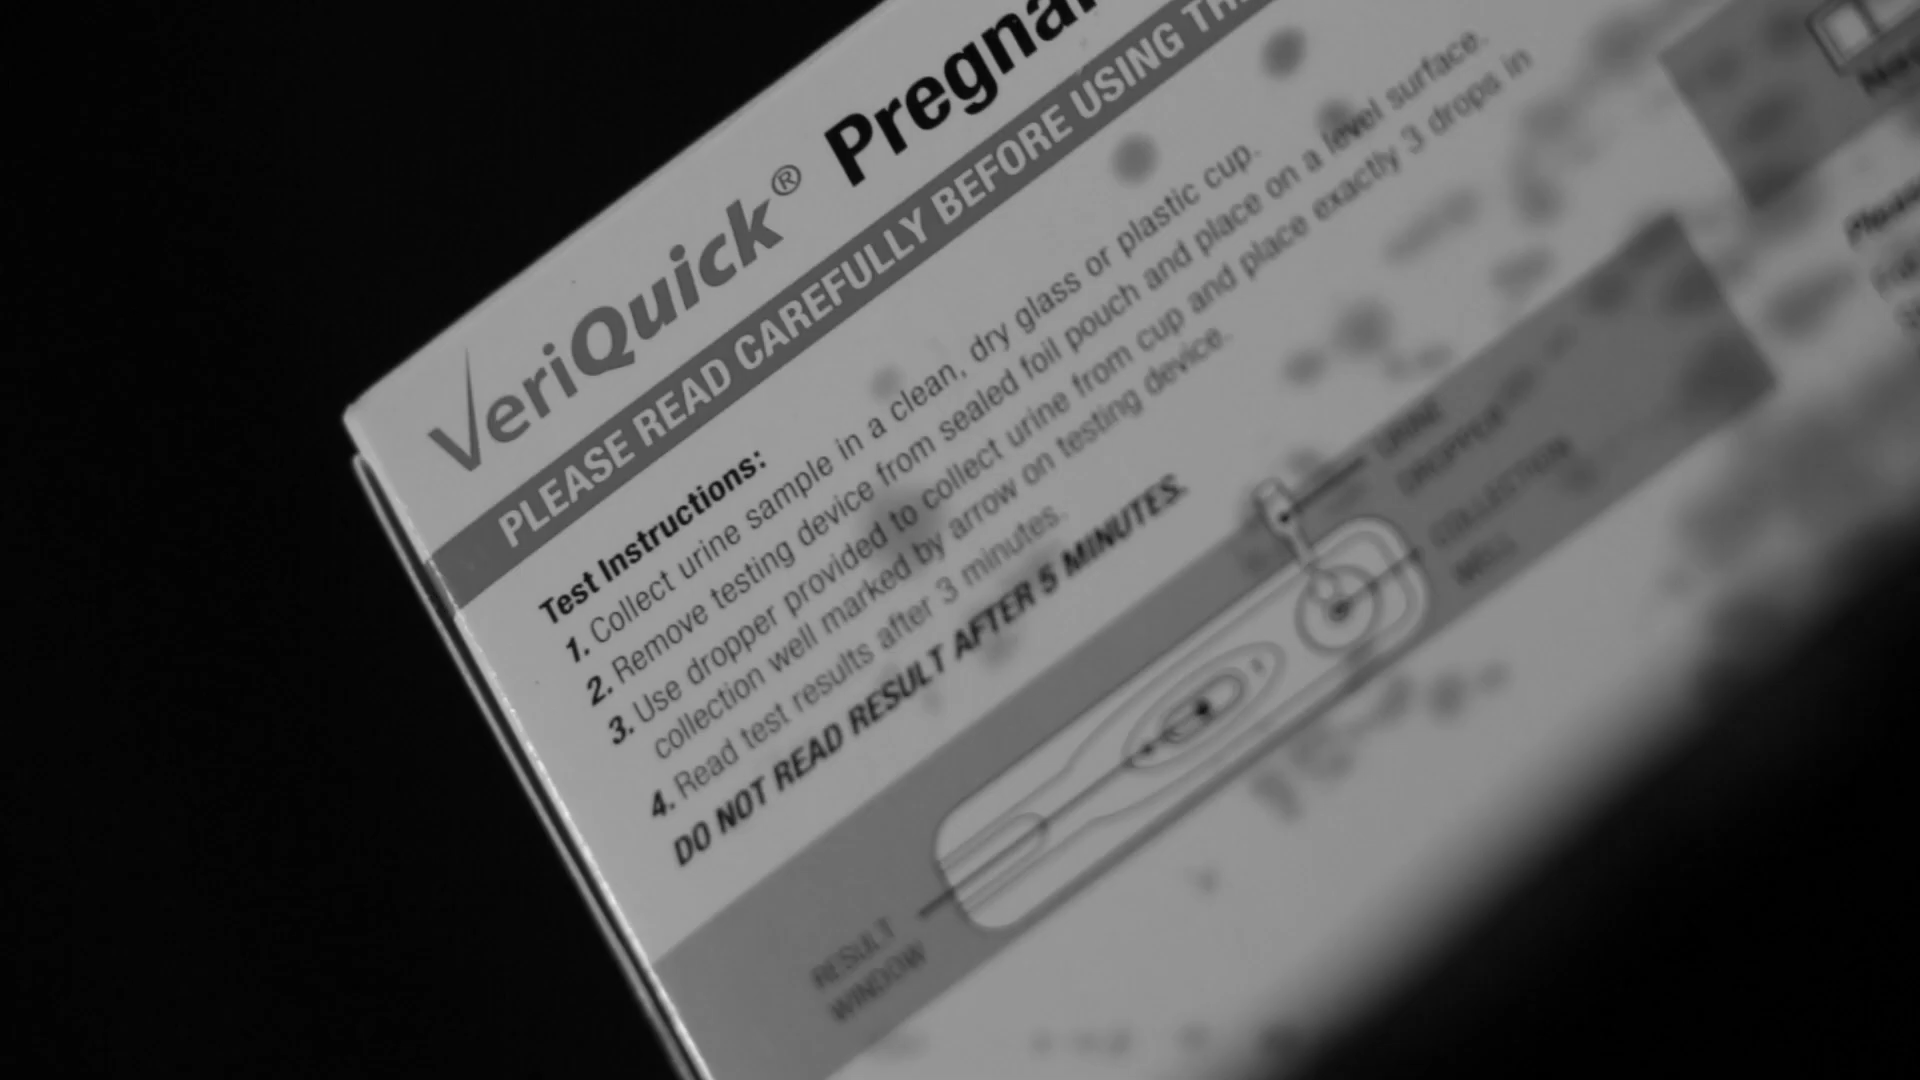 VeriQuick® Pregnan
PLEASE READ CAREFULLY BEFORE USING TH
Test Instructions:
1. Collect urine sample in a clean, dry glass or plastic cup.
2. Remove testing device from sealed foil pouch and place on a level surface.
3. Use dropper provided to collect urine from cup and place exactly 3 drops in
collection well marked by arrow on testing device.
4. Read test results after 3 minutes.
DO NOT READ RESULT AFTER 5 MINUTES.
URINE
DROPPER
COLLECTION
WELL
RESULT
WINDOW